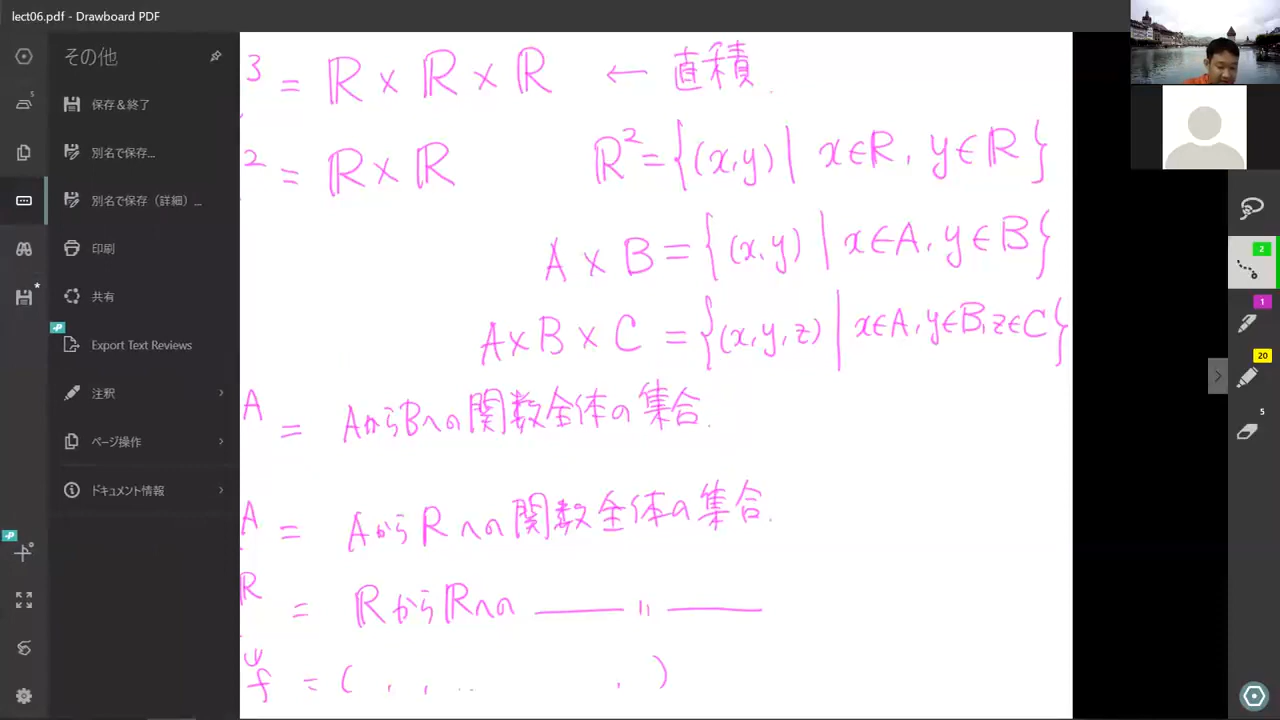 lect06.pdf - Drawboard PDF
その他
保存＆終了
別名で保存...
別名で保存（詳細）...
印刷
共有
Export Text Reviews
注釈
ページ操作
ドキュメント情報
3 = ℝ × ℝ × ℝ ← 直積.
2 = ℝ × ℝ
ℝ² = {(x,y) | x∈ℝ, y∈ℝ}
A × B = {(x,y) | x∈A, y∈B}
A×B×C = {(x,y,z) | x∈A, y∈B, z∈C}
A = AからBへの関数全体の集合.
A = AからRへの関数全体の集合.
ℝ = ℝからℝへの ―― 〃 ――
ψ
f = ( , , .. , )
2
1
20
5